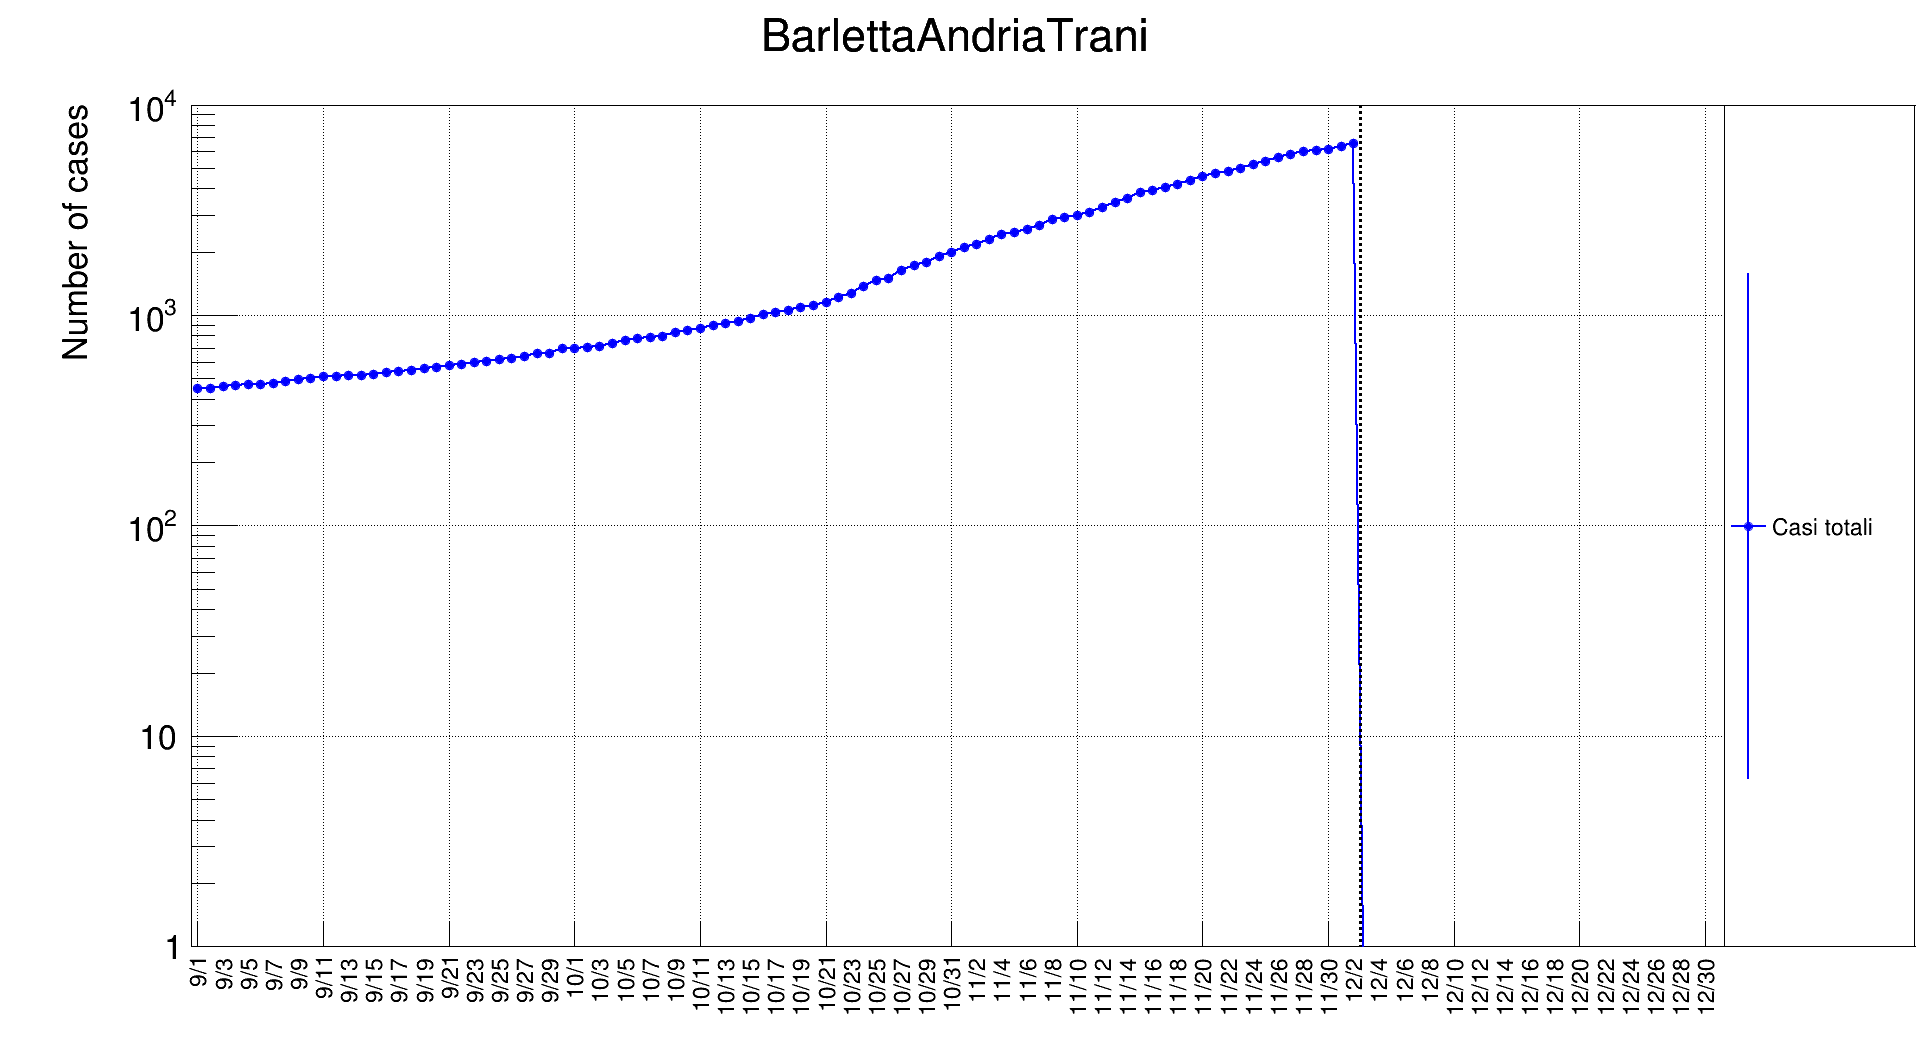 BarlettaAndriaTrani
Number of cases
10^4
10^3
10^2
10
1
9/1 9/3 9/5 9/7 9/9 9/11 9/13 9/15 9/17 9/19 9/21 9/23 9/25 9/27 9/29 10/1 10/3 10/5 10/7 10/9 10/11 10/13 10/15 10/17 10/19 10/21 10/23 10/25 10/27 10/29 10/31 11/2 11/4 11/6 11/8 11/10 11/12 11/14 11/16 11/18 11/20 11/22 11/24 11/26 11/28 11/30 12/2 12/4 12/6 12/8 12/10 12/12 12/14 12/16 12/18 12/20 12/22 12/24 12/26 12/28 12/30
Casi totali